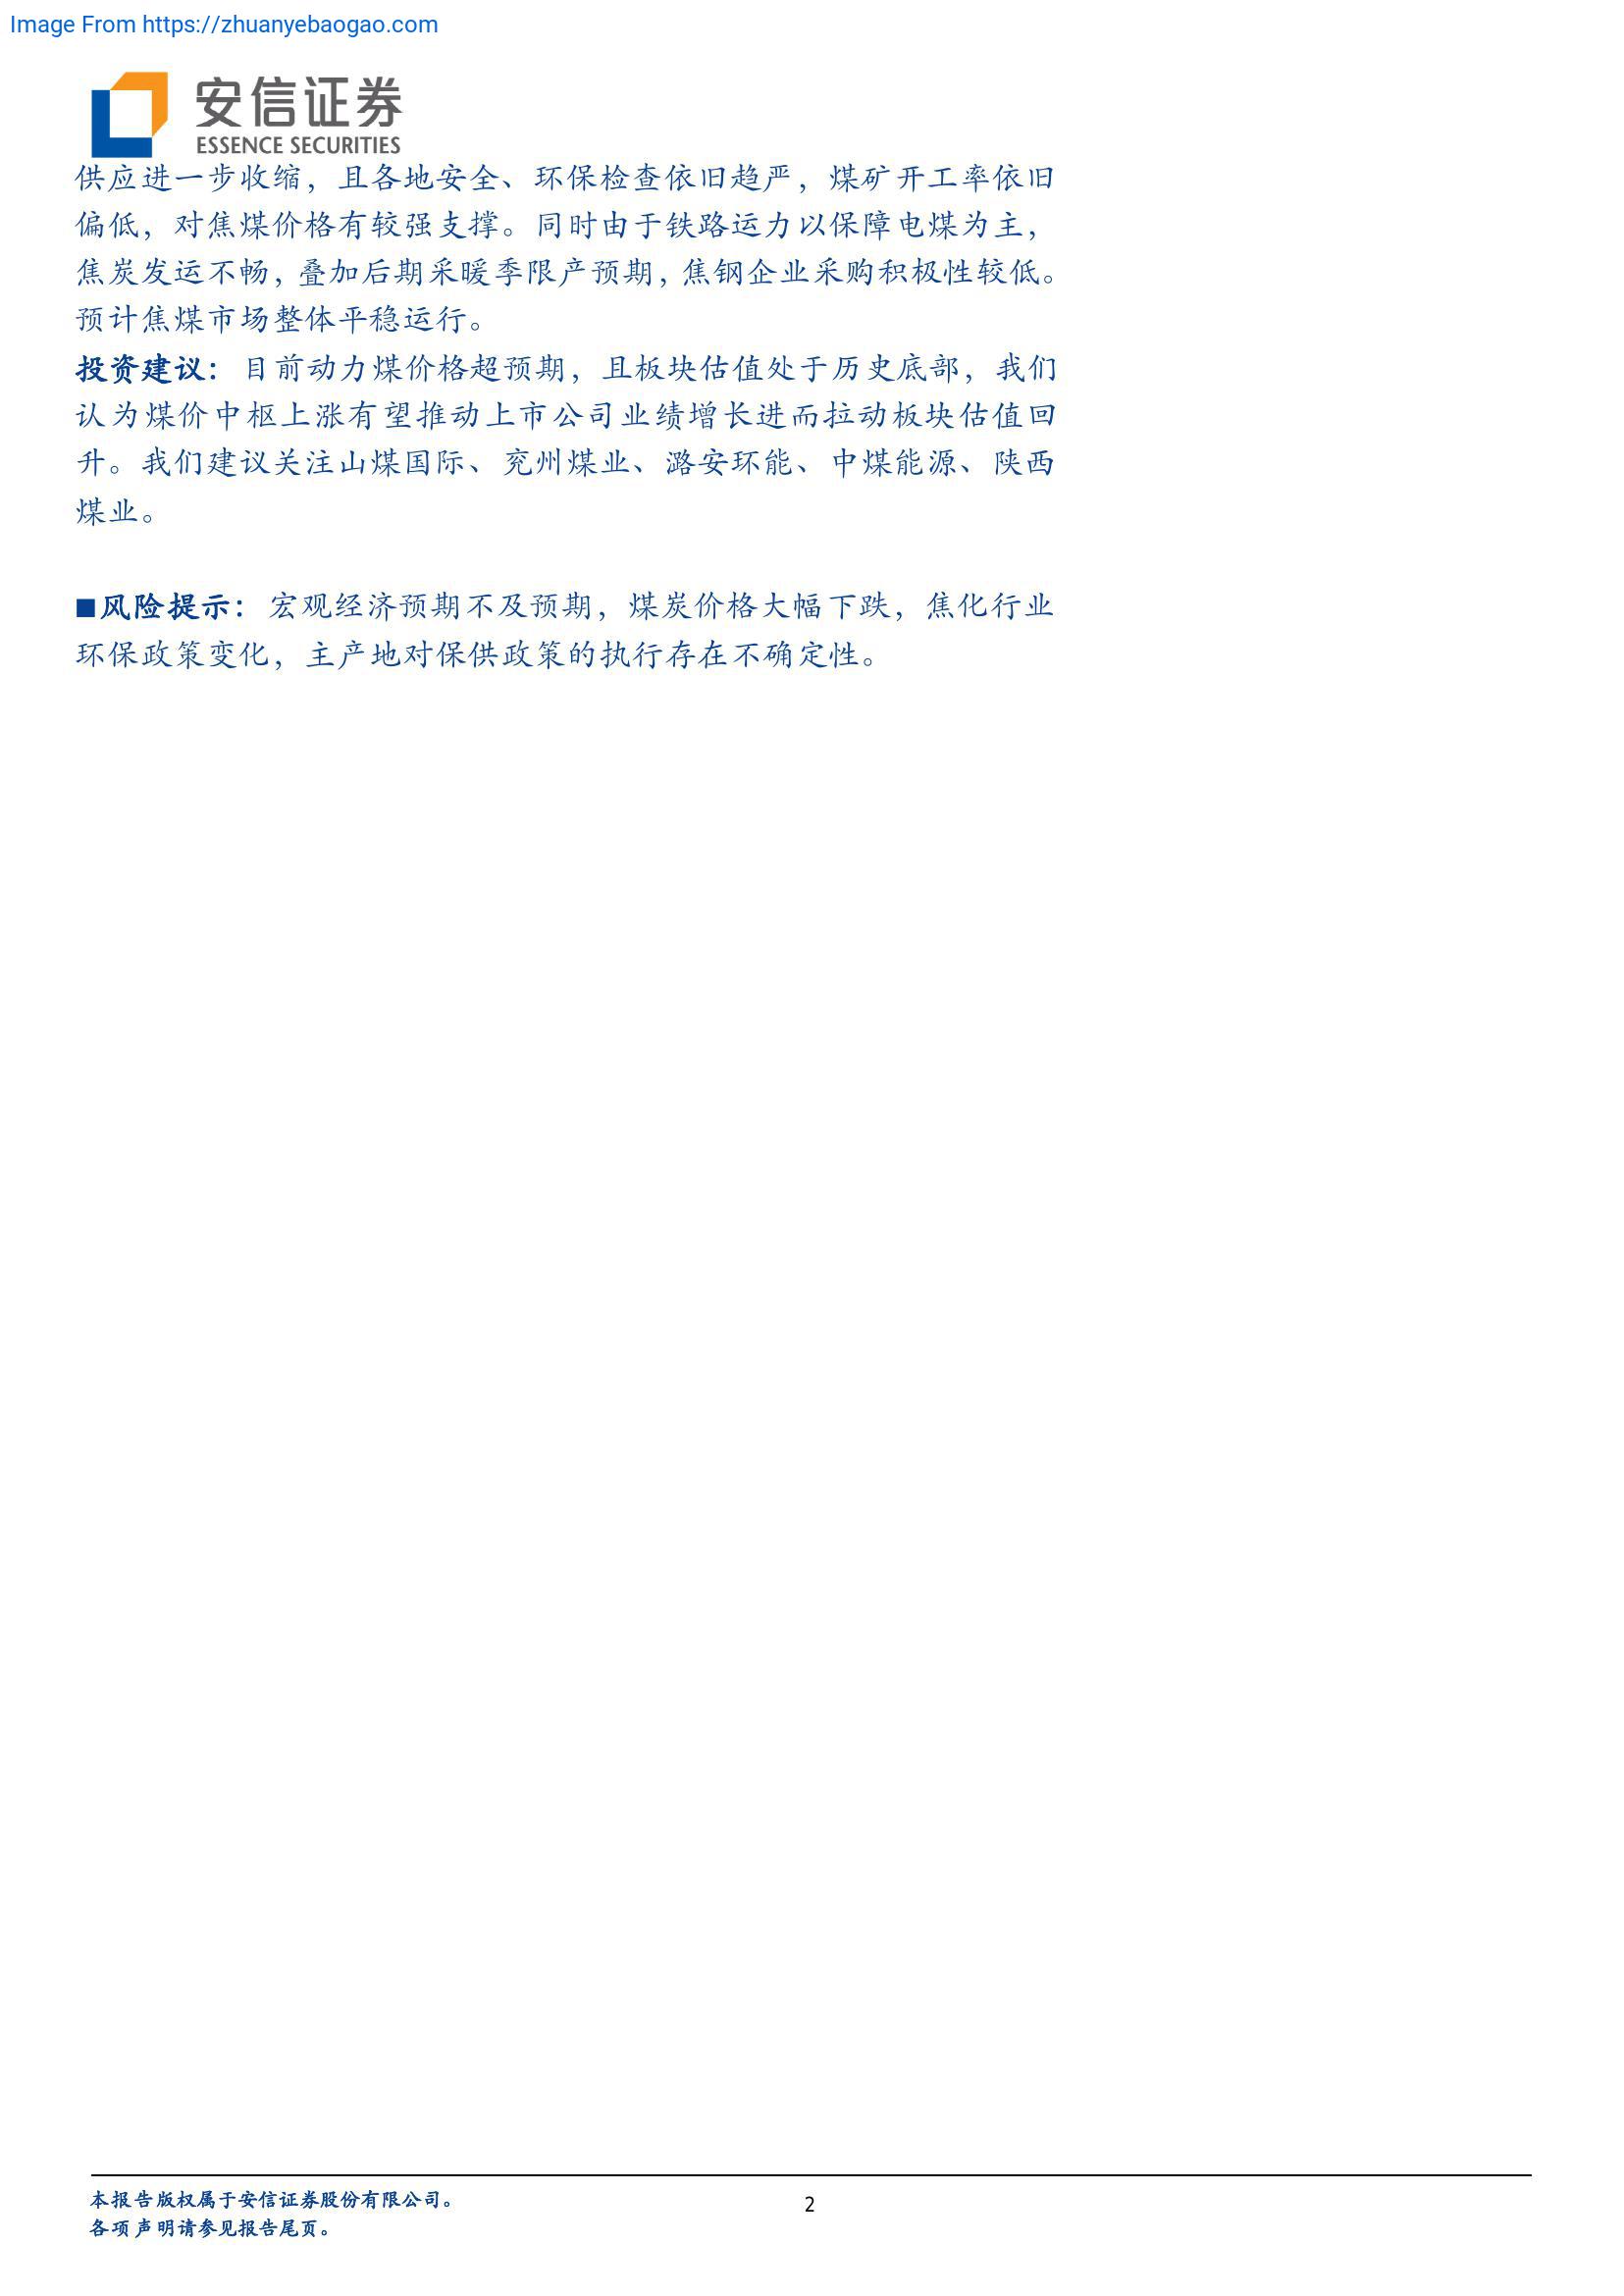 Image From https://zhuanyebaogao.com
安信证券
ESSENCE SECURITIES
供应进一步收缩，且各地安全、环保检查依旧趋严，煤矿开工率依旧
偏低，对焦煤价格有较强支撑。同时由于铁路运力以保障电煤为主，
焦炭发运不畅，叠加后期采暖季限产预期，焦钢企业采购积极性较低。
预计焦煤市场整体平稳运行。
投资建议：目前动力煤价格超预期，且板块估值处于历史底部，我们
认为煤价中枢上涨有望推动上市公司业绩增长进而拉动板块估值回
升。我们建议关注山煤国际、兖州煤业、潞安环能、中煤能源、陕西
煤业。
■风险提示：宏观经济预期不及预期，煤炭价格大幅下跌，焦化行业
环保政策变化，主产地对保供政策的执行存在不确定性。
本报告版权属于安信证券股份有限公司。
2
各项声明请参见报告尾页。